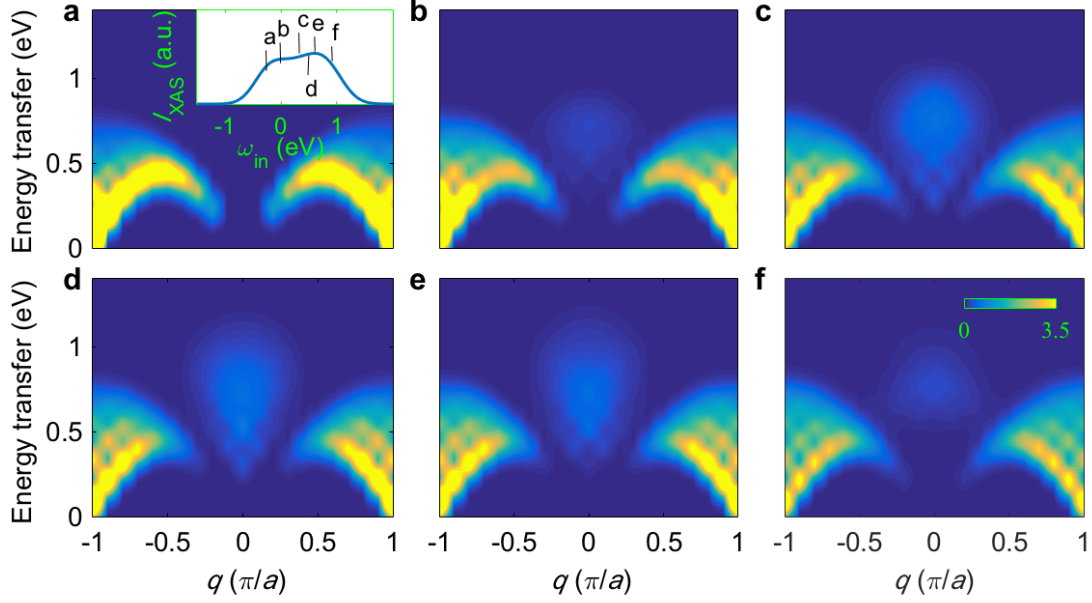 a b c
Energy transfer (eV)
1
0.5
0
I_XAS (a.u.)
a b c e f
d
-1 0 1
ω_in (eV)
d e f
Energy transfer (eV)
1
0.5
0
0 3.5
-1 -0.5 0 0.5 1 -1 -0.5 0 0.5 1 -1 -0.5 0 0.5 1
q (π/a) q (π/a) q (π/a)